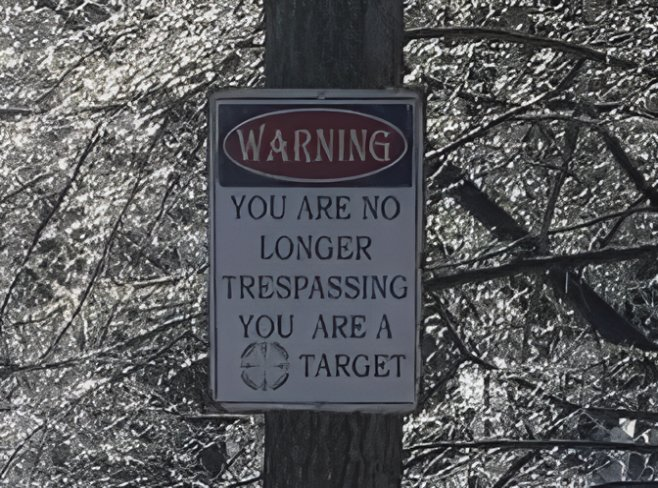 WARNING
YOU ARE NO
LONGER
TRESPASSING
YOU ARE A
TARGET